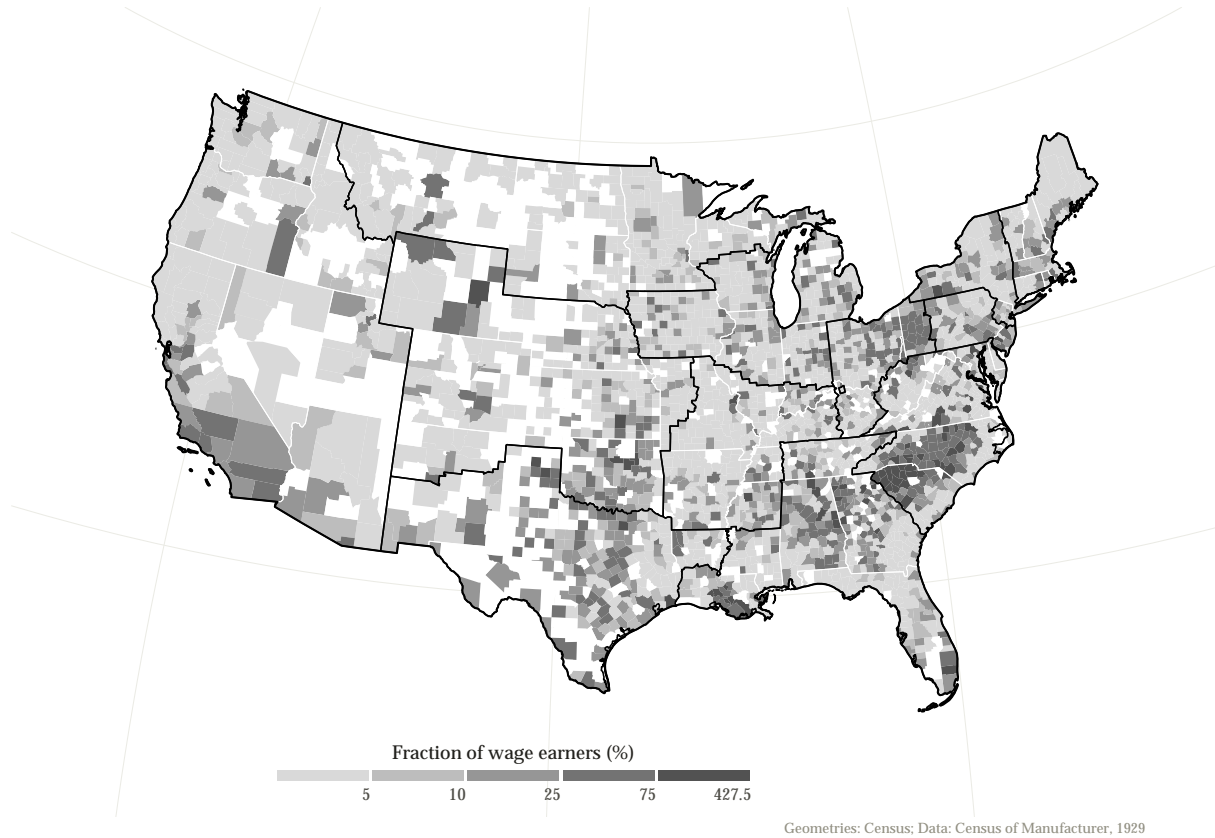 Fraction of wage earners (%)
5 10 25 75 427.5
Geometries: Census; Data: Census of Manufacturer, 1929